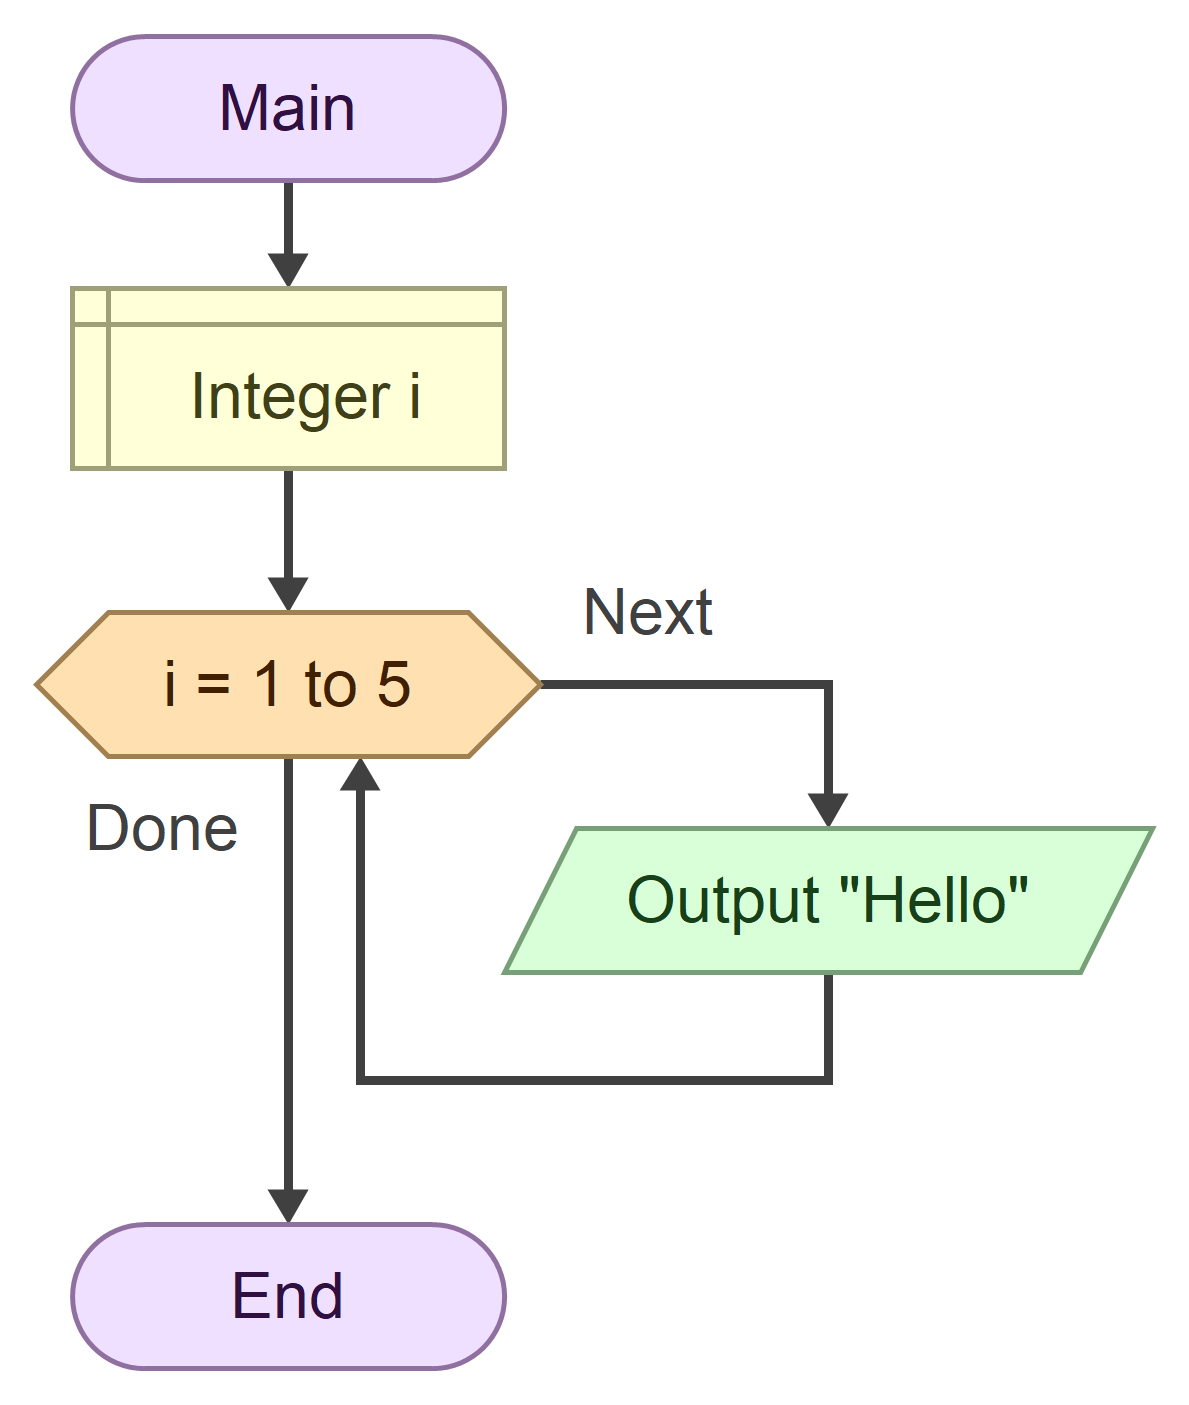 Main
Integer i
i = 1 to 5
Next
Done
Output "Hello"
End